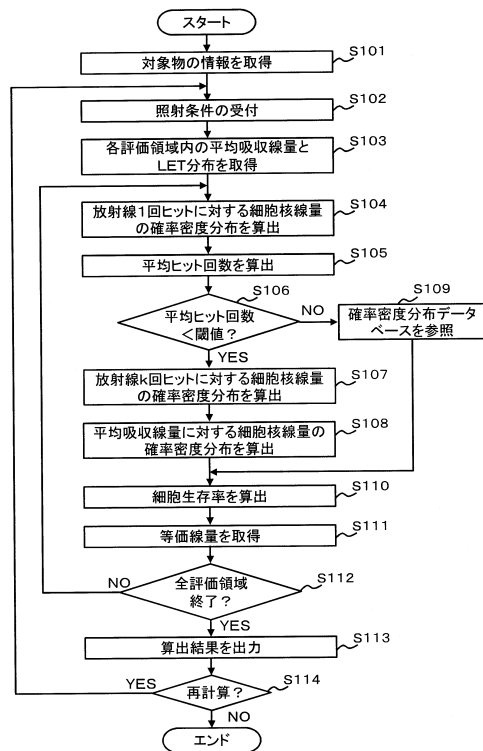 スタート
S101
対象物の情報を取得
S102
照射条件の受付
S103
各評価領域内の平均吸収線量と
LET分布を取得
S104
放射線1回ヒットに対する細胞核線量
の確率密度分布を算出
S105
平均ヒット回数を算出
S106
平均ヒット回数
<閾値?
NO
YES
S109
確率密度分布データ
ベースを参照
S107
放射線k回ヒットに対する細胞核線量
の確率密度分布を算出
S108
平均吸収線量に対する細胞核線量の
確率密度分布を算出
S110
細胞生存率を算出
S111
等価線量を取得
S112
全評価領域
終了?
NO
YES
S113
算出結果を出力
S114
再計算?
YES
NO
エンド